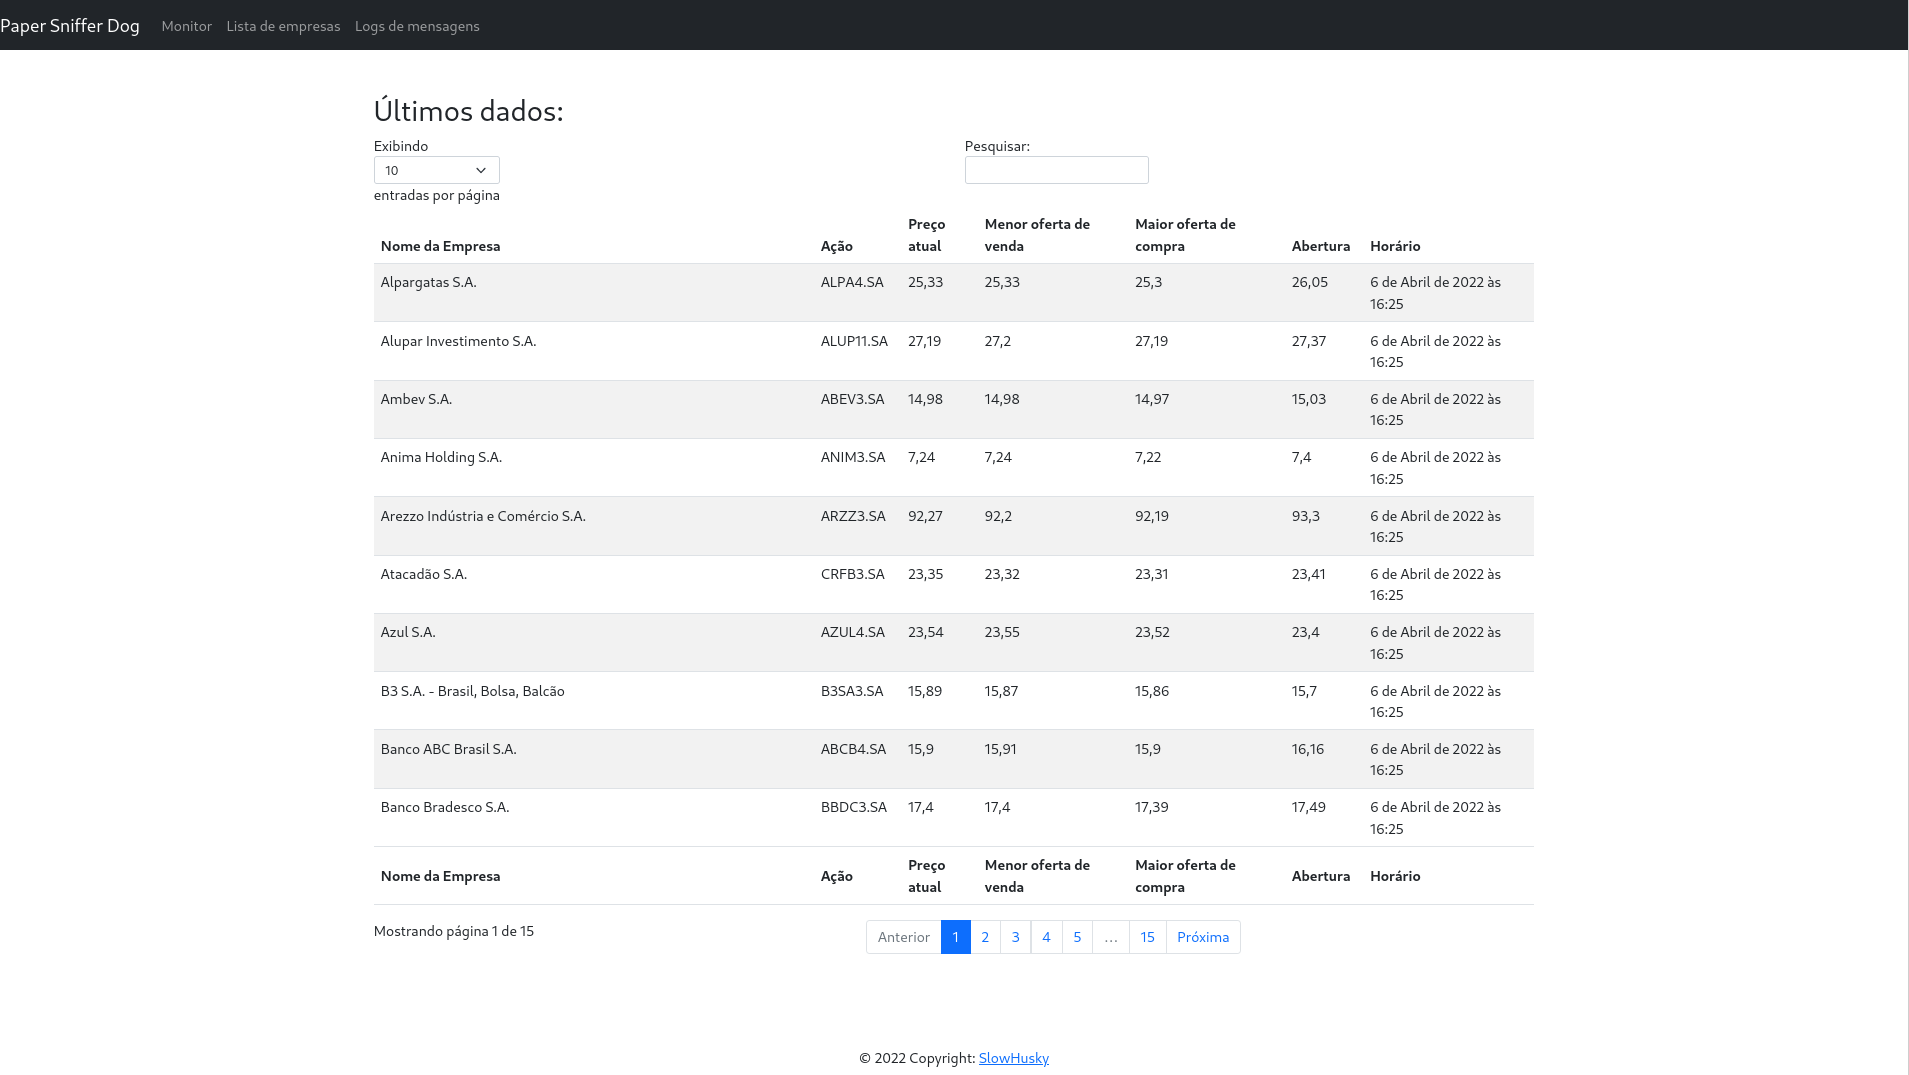 Paper Sniffer Dog Monitor Lista de empresas Logs de mensagens
Últimos dados:
Exibindo
10
entradas por página
Pesquisar:
Nome da Empresa Ação Preço atual Menor oferta de venda Maior oferta de compra Abertura Horário
Alpargatas S.A. ALPA4.SA 25,33 25,33 25,3 26,05 6 de Abril de 2022 às 16:25
Alupar Investimento S.A. ALUP11.SA 27,19 27,2 27,19 27,37 6 de Abril de 2022 às 16:25
Ambev S.A. ABEV3.SA 14,98 14,98 14,97 15,03 6 de Abril de 2022 às 16:25
Anima Holding S.A. ANIM3.SA 7,24 7,24 7,22 7,4 6 de Abril de 2022 às 16:25
Arezzo Indústria e Comércio S.A. ARZZ3.SA 92,27 92,2 92,19 93,3 6 de Abril de 2022 às 16:25
Atacadão S.A. CRFB3.SA 23,35 23,32 23,31 23,41 6 de Abril de 2022 às 16:25
Azul S.A. AZUL4.SA 23,54 23,55 23,52 23,4 6 de Abril de 2022 às 16:25
B3 S.A. - Brasil, Bolsa, Balcão B3SA3.SA 15,89 15,87 15,86 15,7 6 de Abril de 2022 às 16:25
Banco ABC Brasil S.A. ABCB4.SA 15,9 15,91 15,9 16,16 6 de Abril de 2022 às 16:25
Banco Bradesco S.A. BBDC3.SA 17,4 17,4 17,39 17,49 6 de Abril de 2022 às 16:25
Nome da Empresa Ação Preço atual Menor oferta de venda Maior oferta de compra Abertura Horário
Mostrando página 1 de 15
Anterior 1 2 3 4 5 … 15 Próxima
© 2022 Copyright: SlowHusky